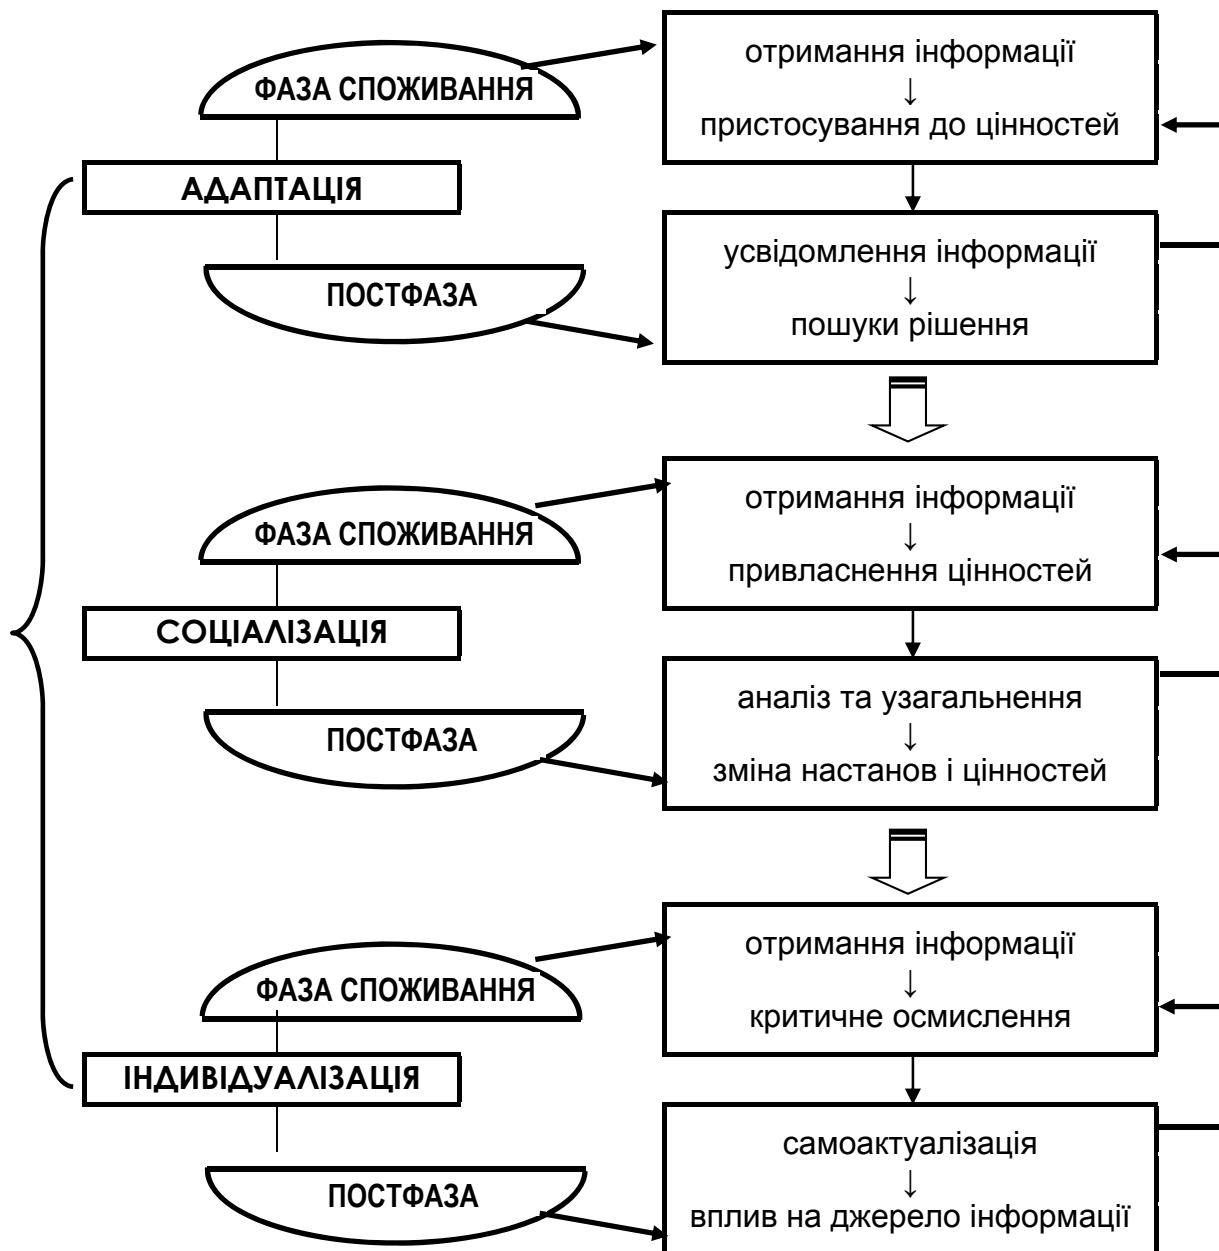 ФАЗА СПОЖИВАННЯ
отримання інформації
↓
пристосування до цінностей
АДАПТАЦІЯ
ПОСТФАЗА
усвідомлення інформації
↓
пошуки рішення
ФАЗА СПОЖИВАННЯ
отримання інформації
↓
привласнення цінностей
СОЦІАЛІЗАЦІЯ
ПОСТФАЗА
аналіз та узагальнення
↓
зміна настанов і цінностей
ФАЗА СПОЖИВАННЯ
отримання інформації
↓
критичне осмислення
ІНДИВІДУАЛІЗАЦІЯ
ПОСТФАЗА
самоактуалізація
↓
вплив на джерело інформації